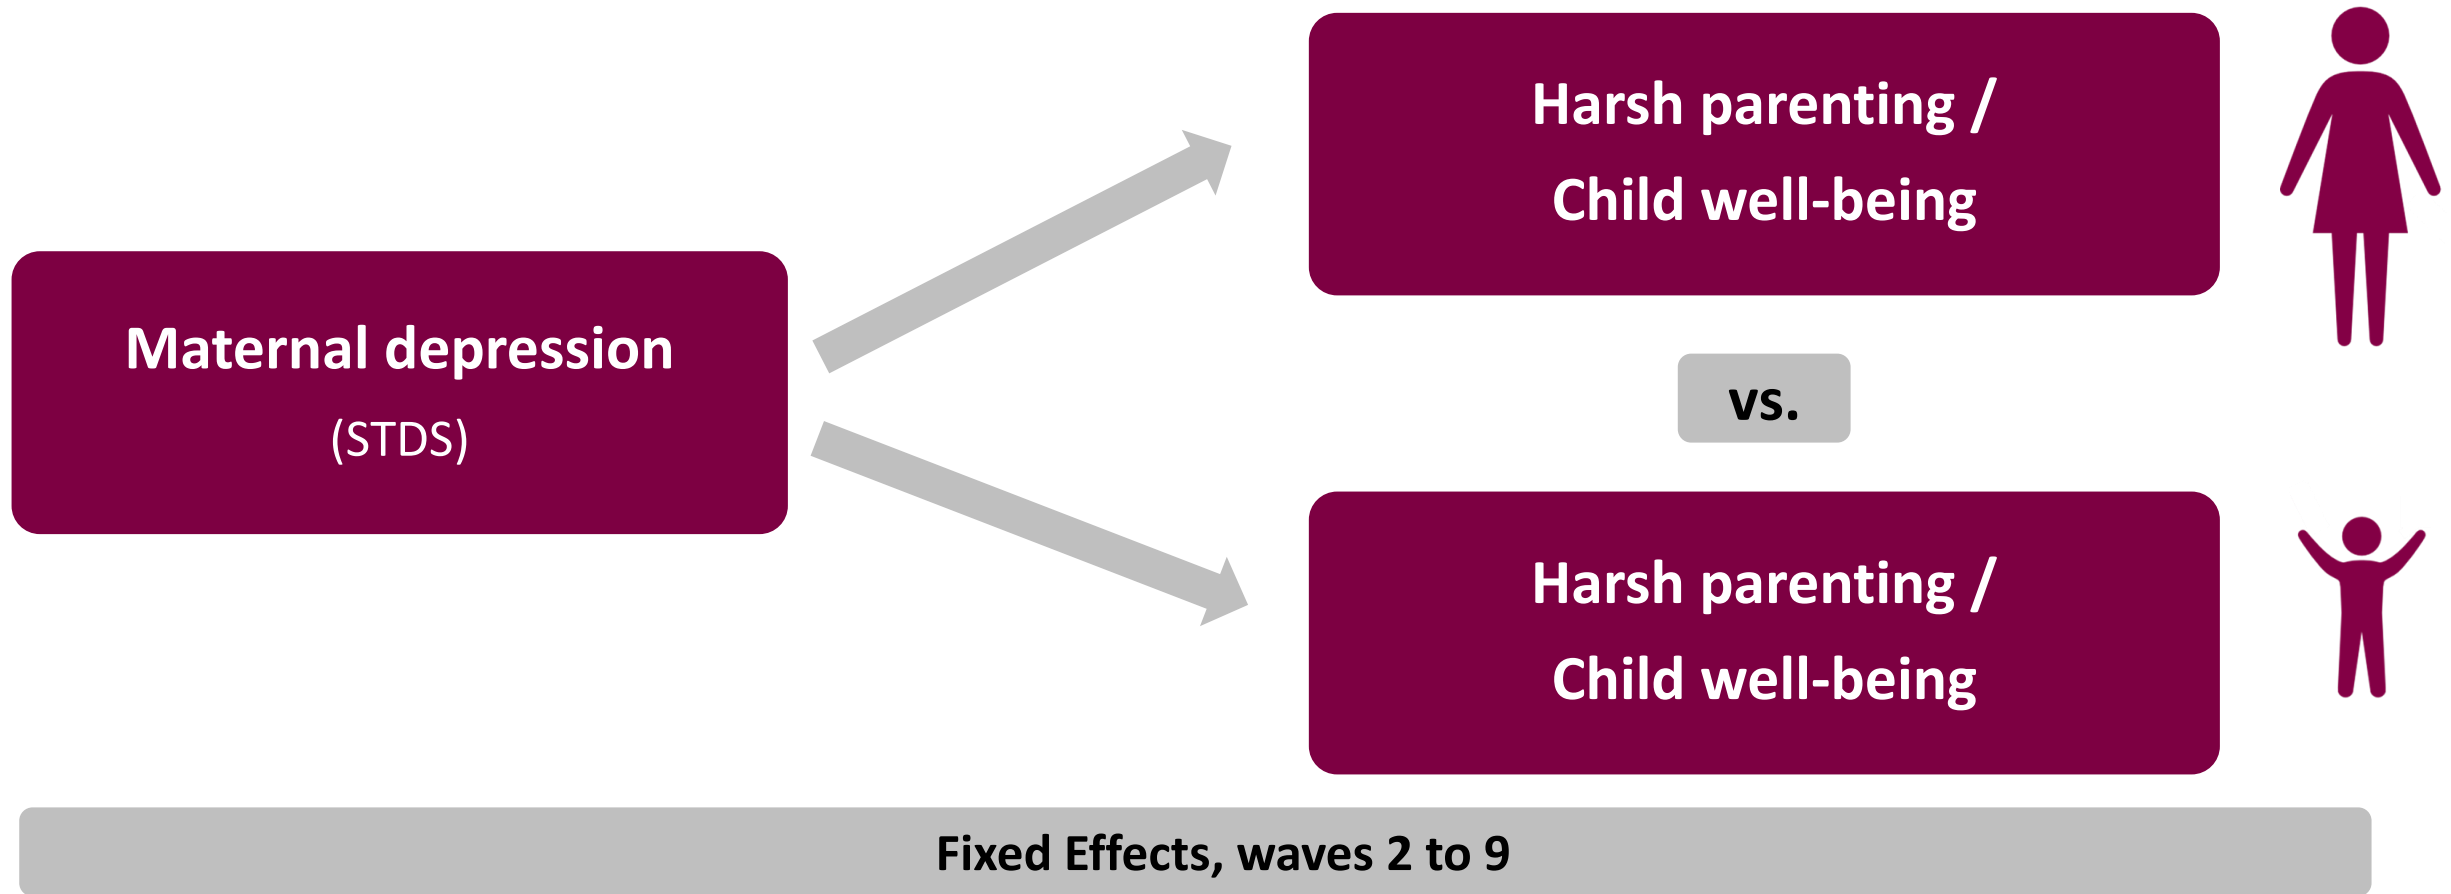 Harsh parenting /
Child well-being
Maternal depression
(STDS)
vs.
Harsh parenting /
Child well-being
Fixed Effects, waves 2 to 9